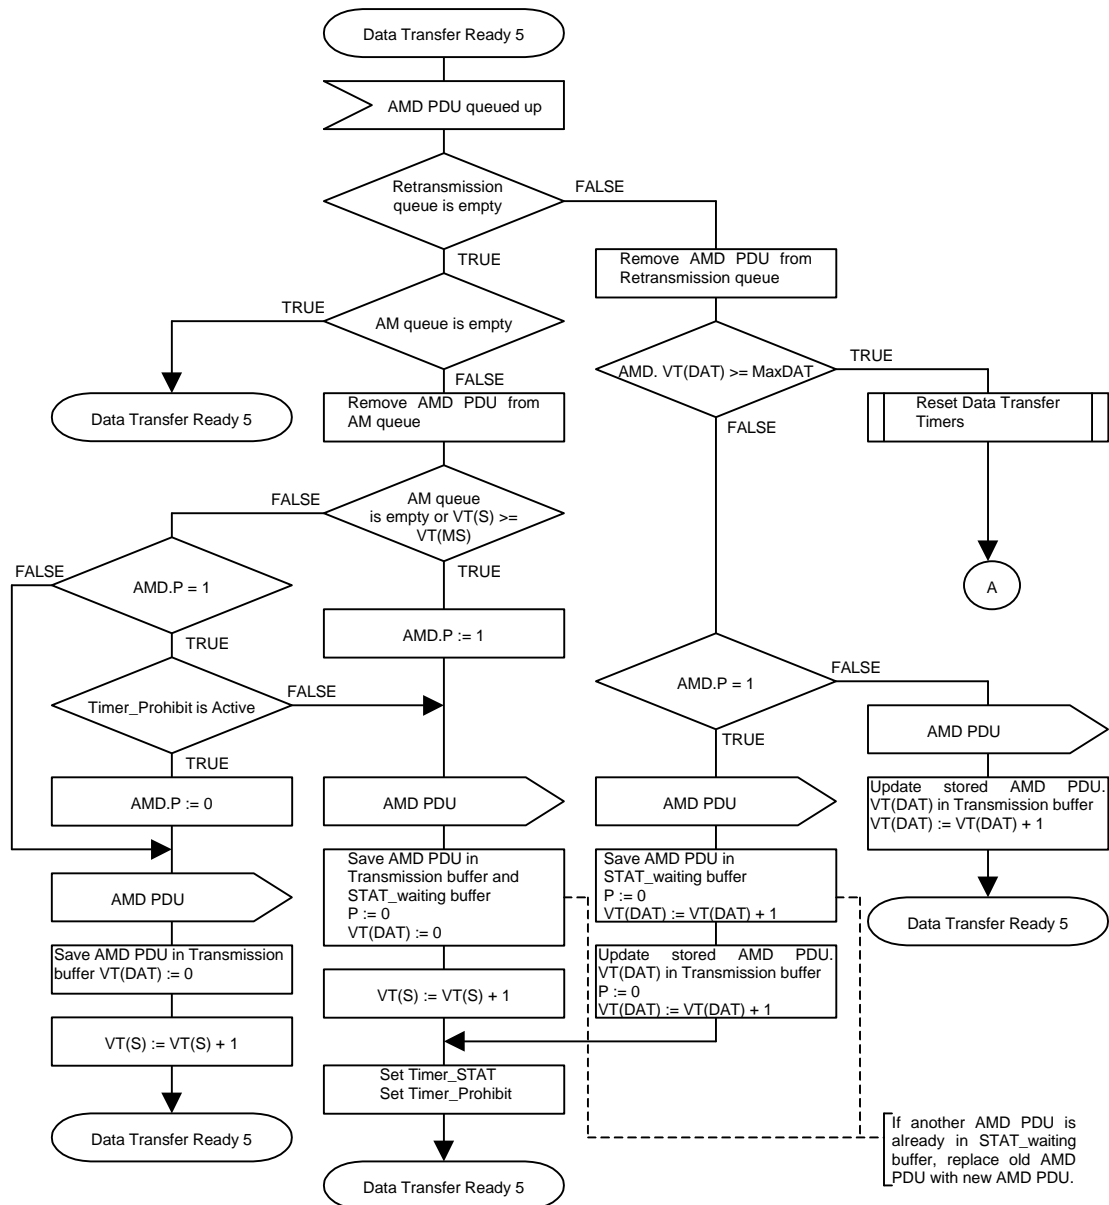 Data Transfer Ready 5
AMD PDU queued up
Retransmission
queue is empty
FALSE
TRUE
Remove AMD PDU from
Retransmission queue
TRUE
AM queue is empty
FALSE
AMD. VT(DAT) >= MaxDAT
TRUE
FALSE
Data Transfer Ready 5
Remove AMD PDU from
AM queue
Reset Data Transfer
Timers
FALSE
AM queue
is empty or VT(S) >=
VT(MS)
TRUE
FALSE
AMD.P = 1
TRUE
A
AMD.P := 1
Timer_Prohibit is Active
FALSE
TRUE
AMD.P = 1
FALSE
TRUE
AMD PDU
AMD.P := 0
AMD PDU
AMD PDU
Update stored AMD PDU.
VT(DAT) in Transmission buffer
VT(DAT) := VT(DAT) + 1
Save AMD PDU in
Transmission buffer and
STAT_waiting buffer
P := 0
VT(DAT) := 0
Save AMD PDU in
STAT_waiting buffer
P := 0
VT(DAT) := VT(DAT) + 1
AMD PDU
Data Transfer Ready 5
Save AMD PDU in Transmission
buffer VT(DAT) := 0
Update stored AMD PDU.
VT(DAT) in Transmission buffer
P := 0
VT(DAT) := VT(DAT) + 1
VT(S) := VT(S) + 1
VT(S) := VT(S) + 1
Set Timer_STAT
Set Timer_Prohibit
Data Transfer Ready 5
If another AMD PDU is
already in STAT_waiting
buffer, replace old AMD
PDU with new AMD PDU.
Data Transfer Ready 5